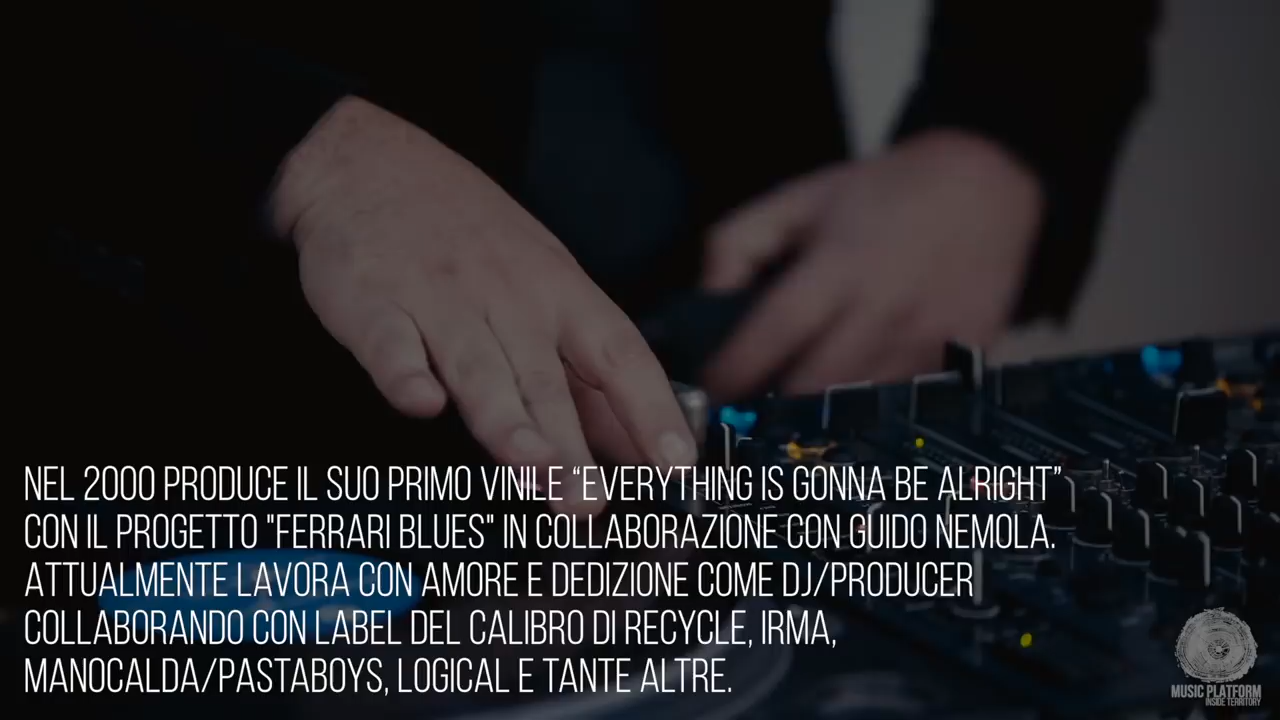 NEL 2000 PRODUCE IL SUO PRIMO VINILE “EVERYTHING IS GONNA BE ALRIGHT”
CON IL PROGETTO "FERRARI BLUES" IN COLLABORAZIONE CON GUIDO NEMOLA.
ATTUALMENTE LAVORA CON AMORE E DEDIZIONE COME DJ/PRODUCER
COLLABORANDO CON LABEL DEL CALIBRO DI RECYCLE, IRMA,
MANOCALDA/PASTABOYS, LOGICAL E TANTE ALTRE.
MUSIC PLATFORM
INSIDE TERRITORY